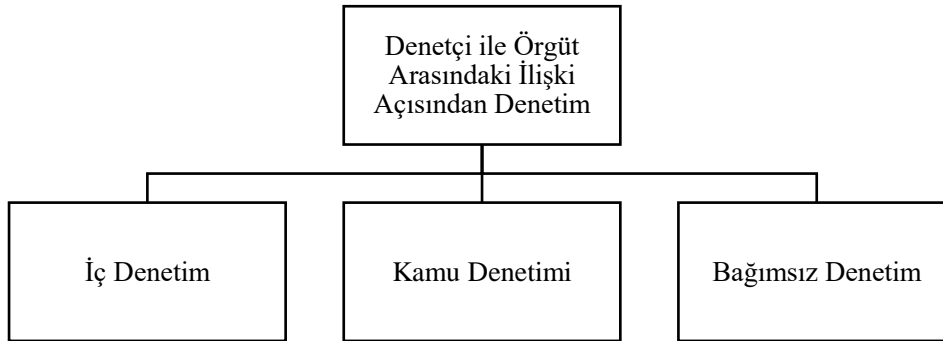 Denetçi ile Örgüt
Arasındaki İlişki
Açısından Denetim
İç Denetim
Kamu Denetimi
Bağımsız Denetim